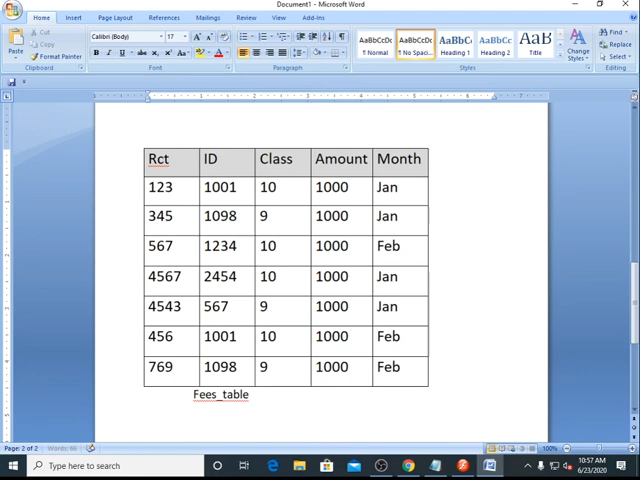 Document1 - Microsoft Word
Home Insert Page Layout References Mailings Review View Add-Ins
Paste
Cut
Copy
Format Painter
Clipboard
Calibri (Body) 17
Font
Paragraph
AaBbCcDc AaBbCcDc AaBbCc AaBbCc AaB
¶ Normal ¶ No Spaci... Heading 1 Heading 2 Title
Change Styles
Styles
Find
Replace
Select
Editing
Rct ID Class Amount Month
123 1001 10 1000 Jan
345 1098 9 1000 Jan
567 1234 10 1000 Feb
4567 2454 10 1000 Jan
4543 567 9 1000 Jan
456 1001 10 1000 Feb
769 1098 9 1000 Feb
Fees_table
Page: 2 of 2 Words: 66 100%
Type here to search
10:57 AM
6/23/2020